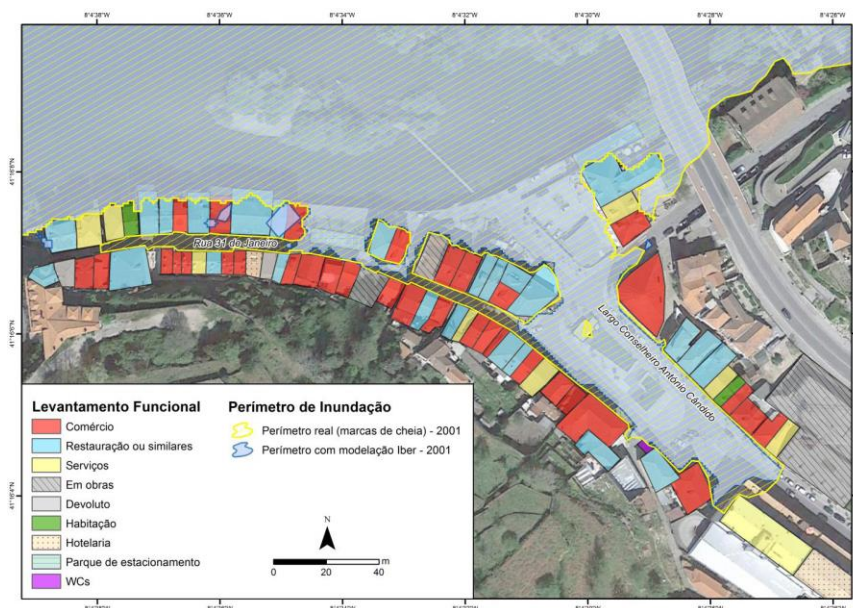 8°4'38"W 8°4'36"W 8°4'34"W 8°4'32"W 8°4'30"W 8°4'28"W 8°4'26"W
Rua 31 de Janeiro
Largo Conselheiro António Cândido
Levantamento Funcional
Comércio
Restauração ou similares
Serviços
Em obras
Devoluto
Habitação
Hotelaria
Parque de estacionamento
WCs
Perímetro de Inundação
Perímetro real (marcas de cheia) - 2001
Perímetro com modelação Iber - 2001
N
m
0 20 40